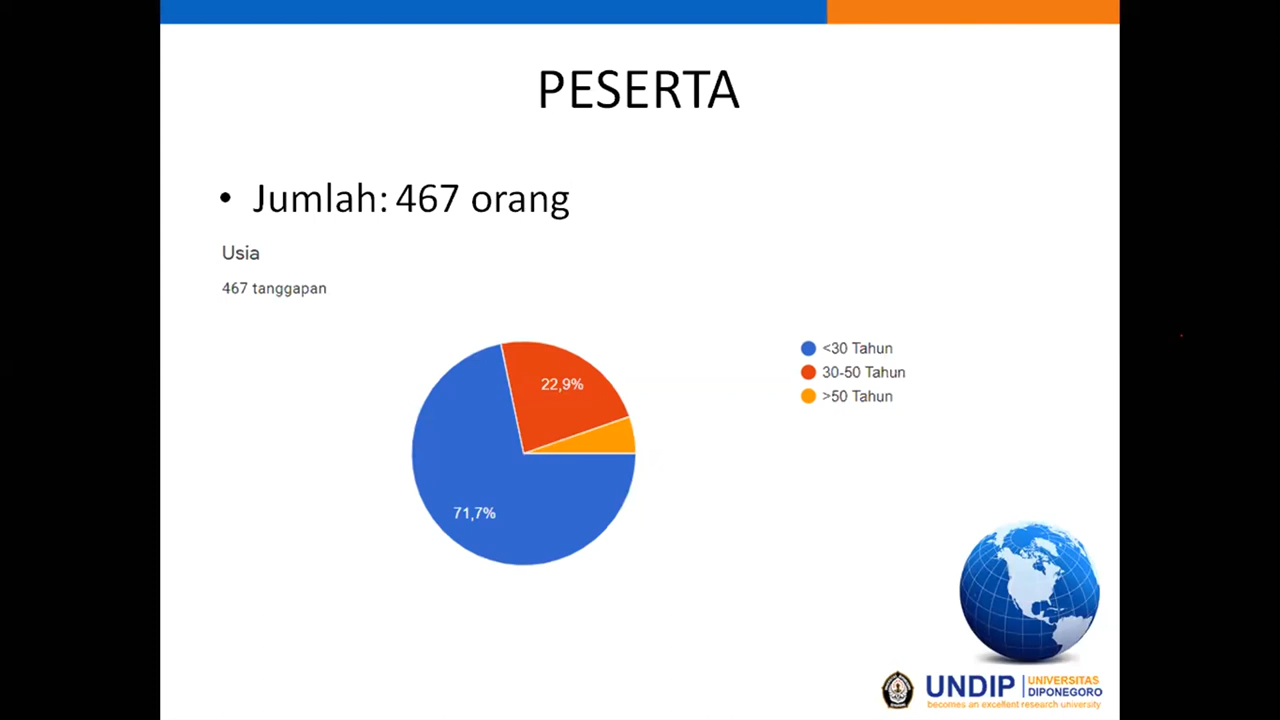 PESERTA
• Jumlah: 467 orang
Usia
467 tanggapan
<30 Tahun
30-50 Tahun
>50 Tahun
22,9%
71,7%
UNDIP | UNIVERSITAS DIPONEGORO
becomes an excellent research university